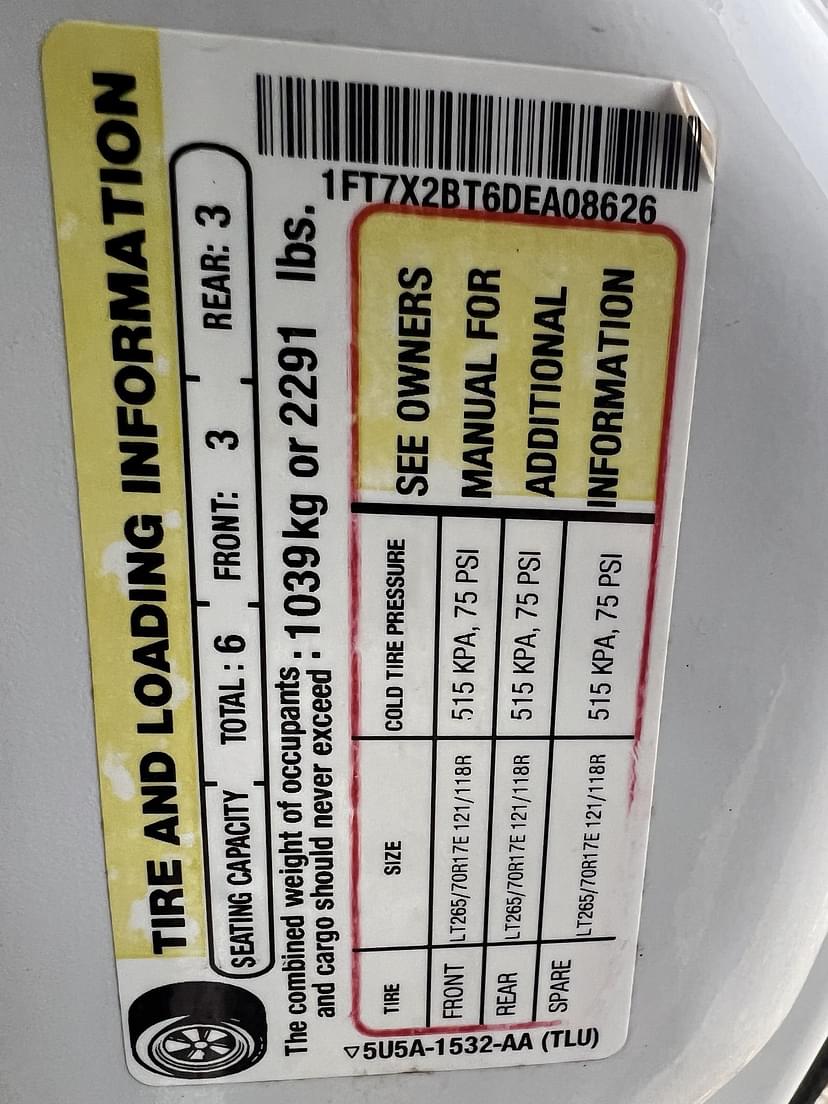 TIRE AND LOADING INFORMATION
SEATING CAPACITY TOTAL : 6 FRONT: 3 REAR: 3
The combined weight of occupants
and cargo should never exceed : 1039kg or 2291 lbs.
1FT7X2BT6DEA08626
TIRE SIZE COLD TIRE PRESSURE
FRONT LT265/70R17E 121/118R 515 KPA, 75 PSI
REAR LT265/70R17E 121/118R 515 KPA, 75 PSI
SPARE LT265/70R17E 121/118R 515 KPA, 75 PSI
SEE OWNERS
MANUAL FOR
ADDITIONAL
INFORMATION
▽5U5A-1532-AA (TLU)